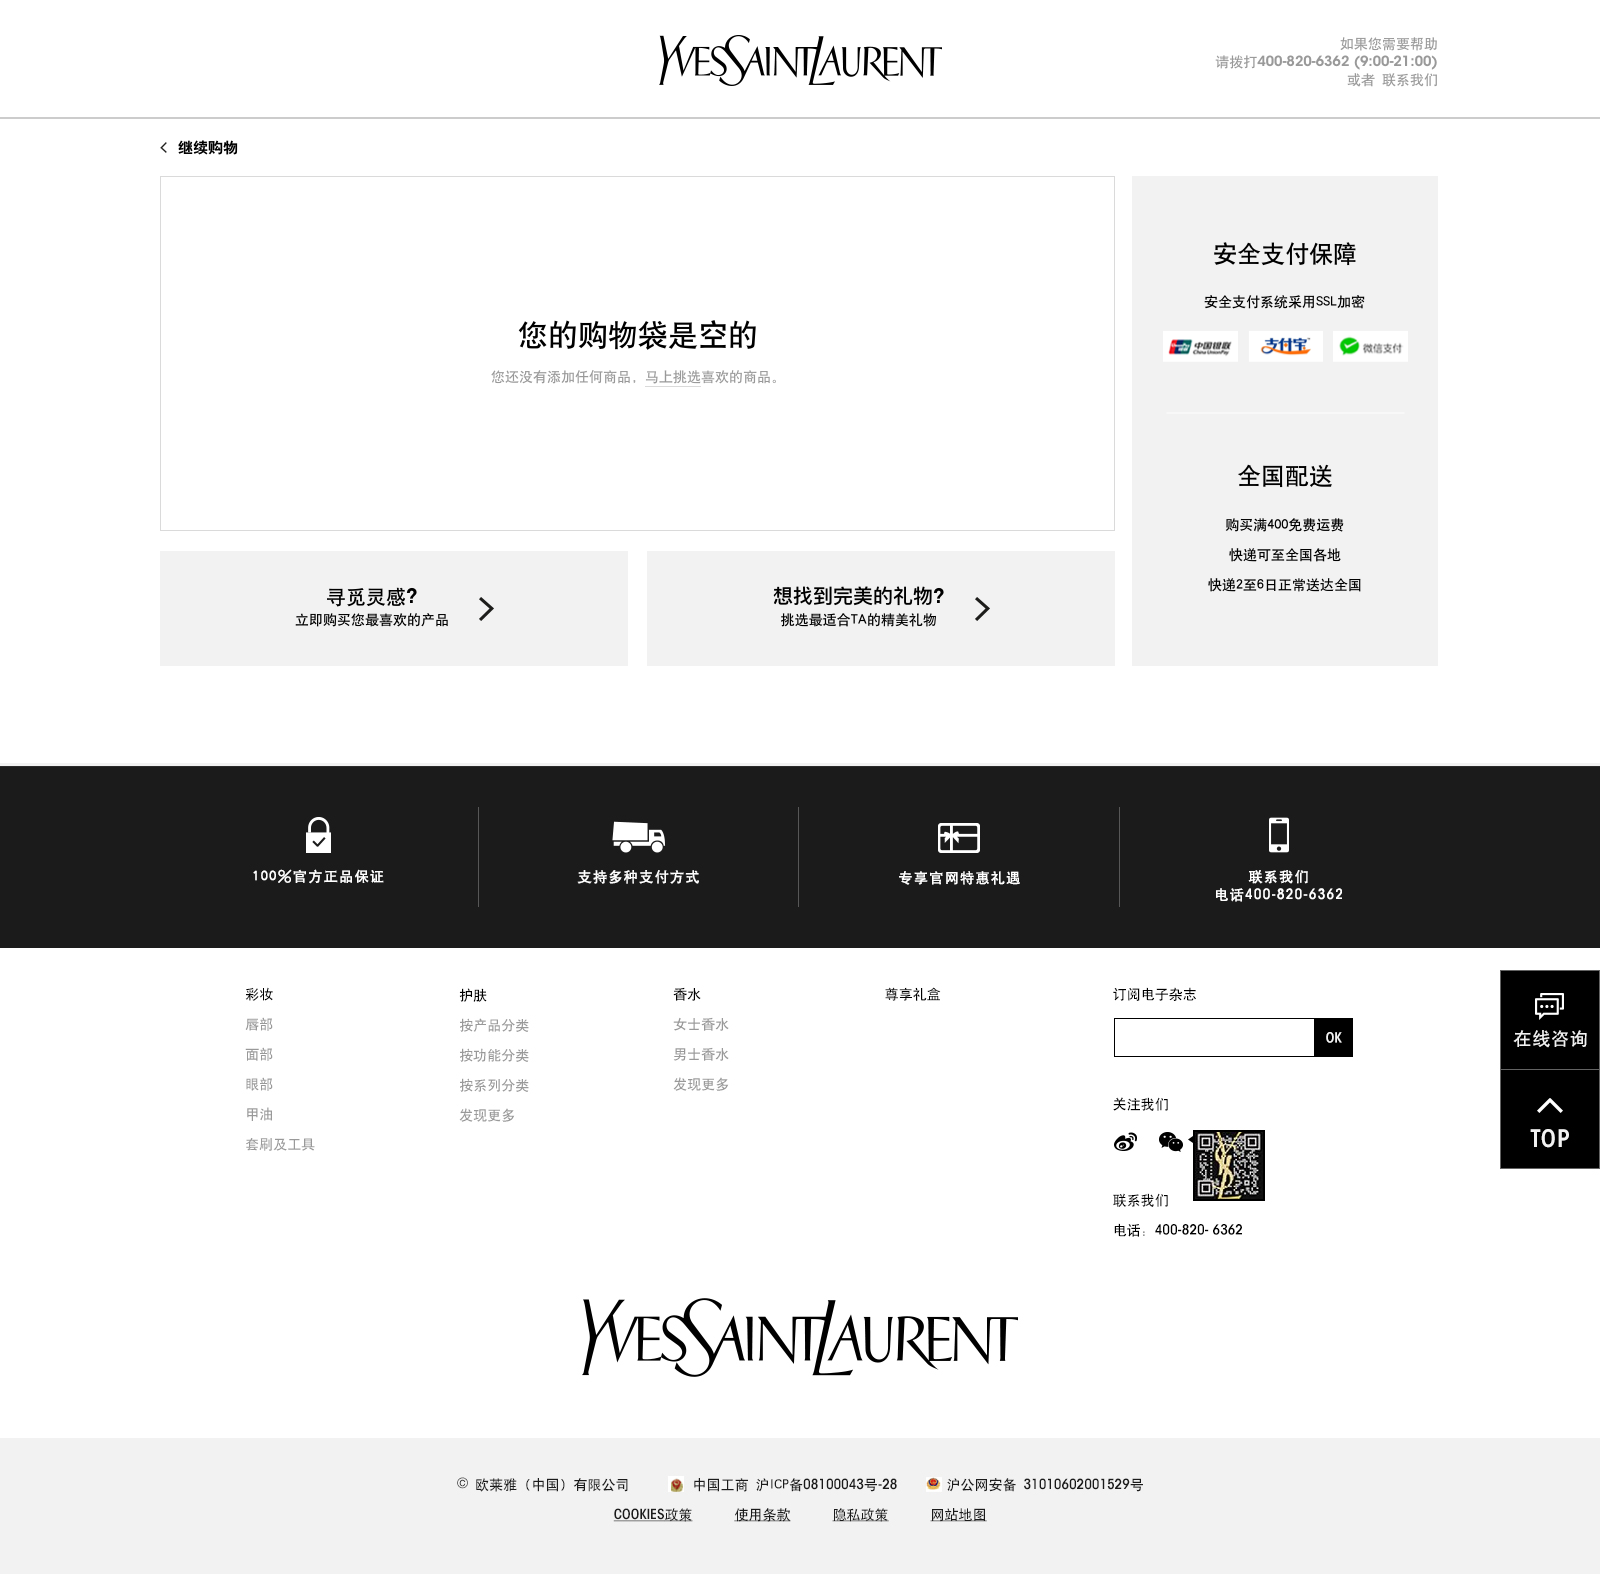 YVESSAINTLAURENT
如果您需要帮助
请拨打400-820-6362 (9:00-21:00)
或者 联系我们
继续购物
您的购物袋是空的
您还没有添加任何商品，马上挑选喜欢的商品。
安全支付保障
安全支付系统采用SSL加密
中国银联
China UnionPay
支付宝
微信支付
全国配送
购买满400免费运费
快递可至全国各地
快递2至6日正常送达全国
寻觅灵感?
立即购买您最喜欢的产品
想找到完美的礼物?
挑选最适合TA的精美礼物
100%官方正品保证
支持多种支付方式
专享官网特惠礼遇
联系我们
电话400-820-6362
彩妆
唇部
面部
眼部
甲油
套刷及工具
护肤
按产品分类
按功能分类
按系列分类
发现更多
香水
女士香水
男士香水
发现更多
尊享礼盒
订阅电子杂志
OK
关注我们
YSL
联系我们
电话：400-820- 6362
在线咨询
TOP
YVESSAINTLAURENT
© 欧莱雅（中国）有限公司
中国工商 沪ICP备08100043号-28
沪公网安备 31010602001529号
COOKIES政策
使用条款
隐私政策
网站地图